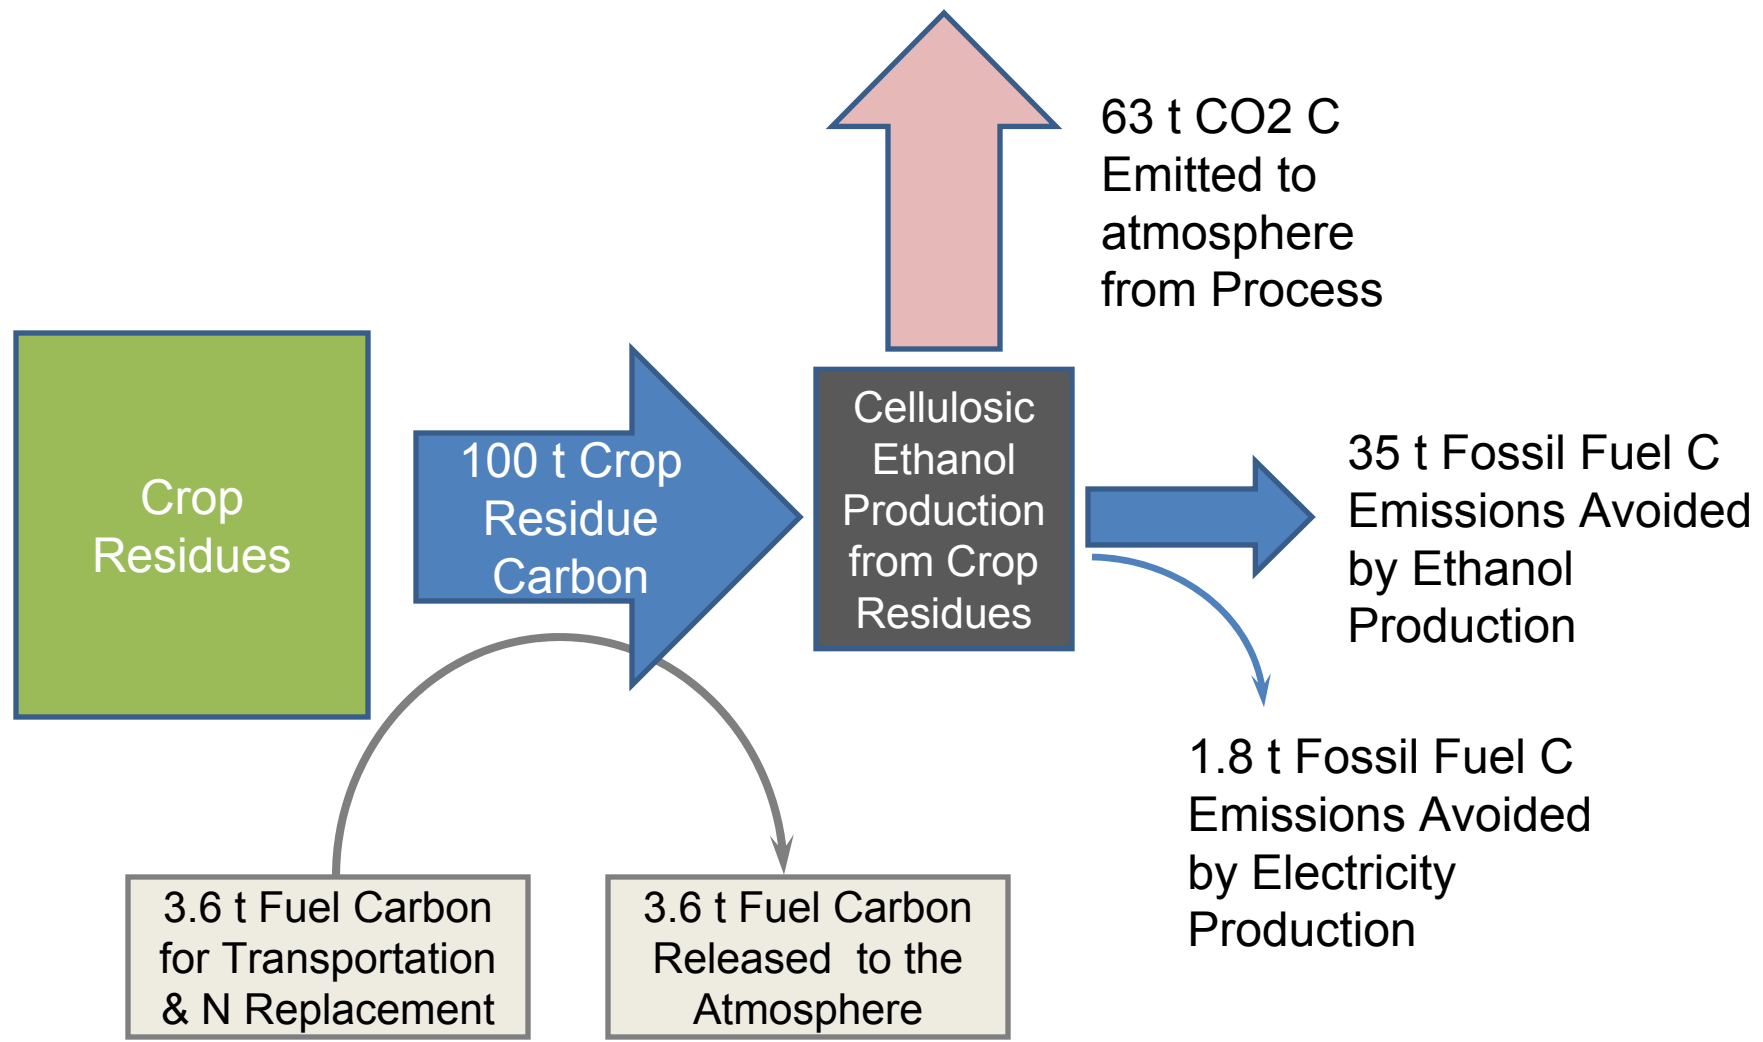 63 t CO2 C
Emitted to
atmosphere
from Process
Crop
Residues
100 t Crop
Residue
Carbon
Cellulosic
Ethanol
Production
from Crop
Residues
35 t Fossil Fuel C
Emissions Avoided
by Ethanol
Production
1.8 t Fossil Fuel C
Emissions Avoided
by Electricity
Production
3.6 t Fuel Carbon
for Transportation
& N Replacement
3.6 t Fuel Carbon
Released  to the
Atmosphere